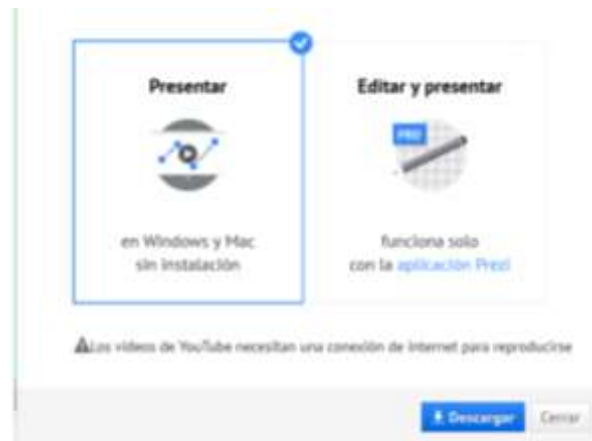 Presentar
Editar y presentar
PRO
en Windows y Mac
sin instalación
funciona solo
con la aplicación Prezi
Los vídeos de YouTube necesitan una conexión de internet para reproducirse
Descargar
Cerrar